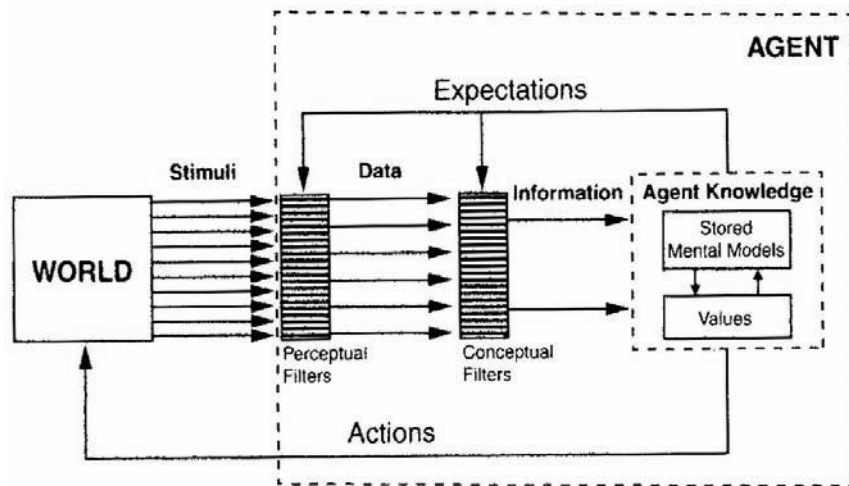 AGENT
Expectations
Stimuli
Data
Information
Agent Knowledge
Stored
Mental Models
WORLD
Values
Perceptual
Filters
Conceptual
Filters
Actions